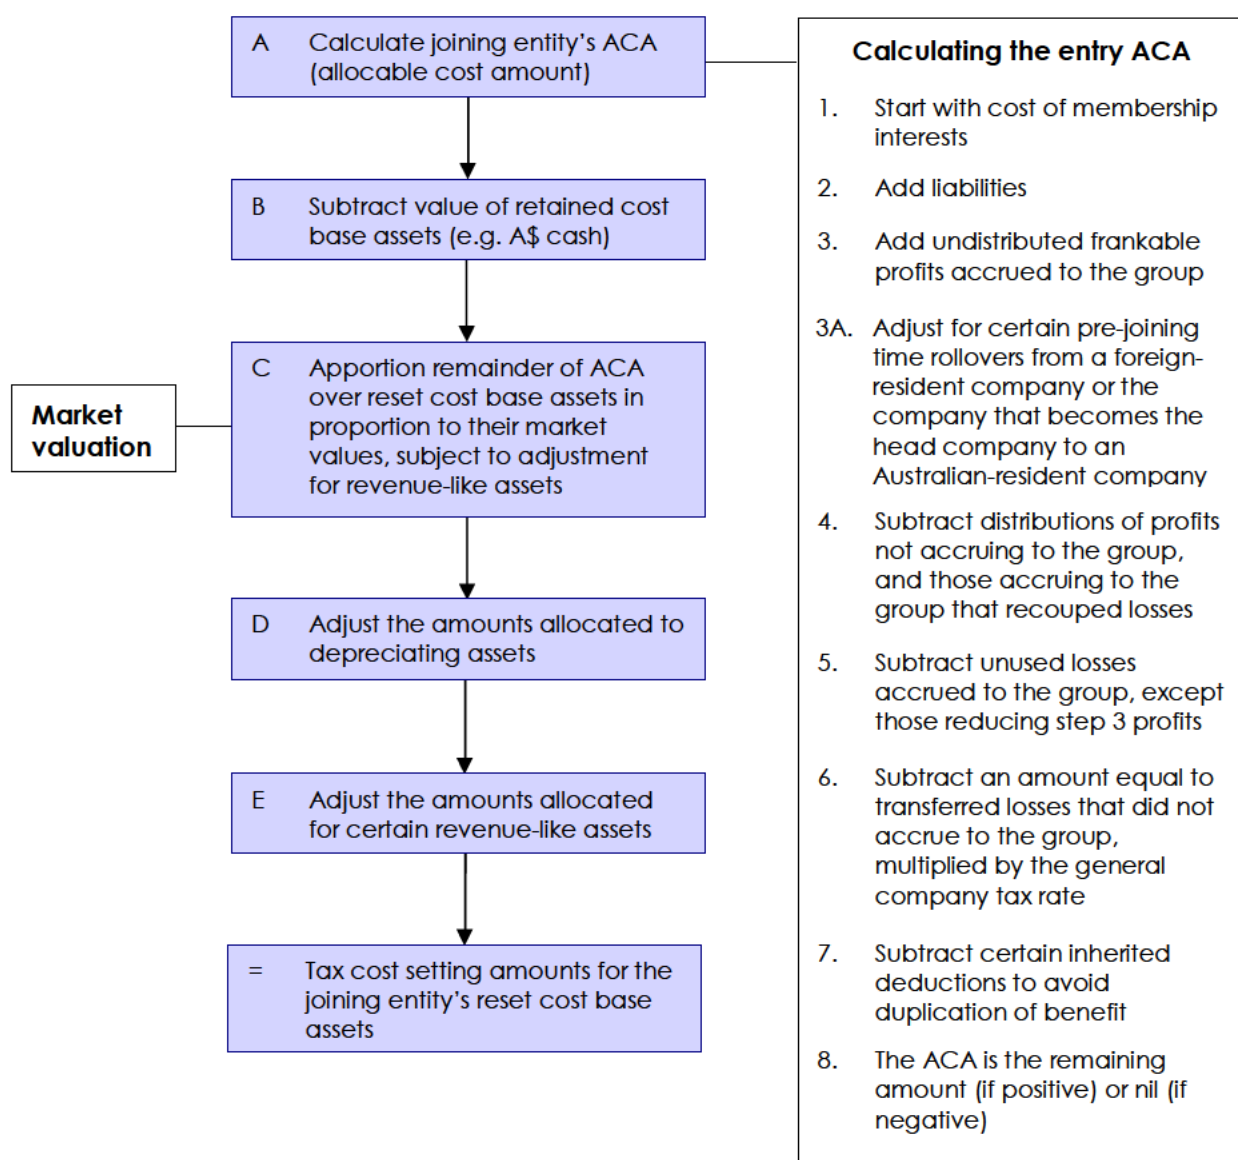 A Calculate joining entity's ACA
(allocable cost amount)
B Subtract value of retained cost
base assets (e.g. A$ cash)
Market
valuation
C Apportion remainder of ACA
over reset cost base assets in
proportion to their market
values, subject to adjustment
for revenue-like assets
D Adjust the amounts allocated to
depreciating assets
E Adjust the amounts allocated
for certain revenue-like assets
= Tax cost setting amounts for the
joining entity's reset cost base
assets
Calculating the entry ACA
1. Start with cost of membership
interests
2. Add liabilities
3. Add undistributed frankable
profits accrued to the group
3A. Adjust for certain pre-joining
time rollovers from a foreign-
resident company or the
company that becomes the
head company to an
Australian-resident company
4. Subtract distributions of profits
not accruing to the group,
and those accruing to the
group that recouped losses
5. Subtract unused losses
accrued to the group, except
those reducing step 3 profits
6. Subtract an amount equal to
transferred losses that did not
accrue to the group,
multiplied by the general
company tax rate
7. Subtract certain inherited
deductions to avoid
duplication of benefit
8. The ACA is the remaining
amount (if positive) or nil (if
negative)